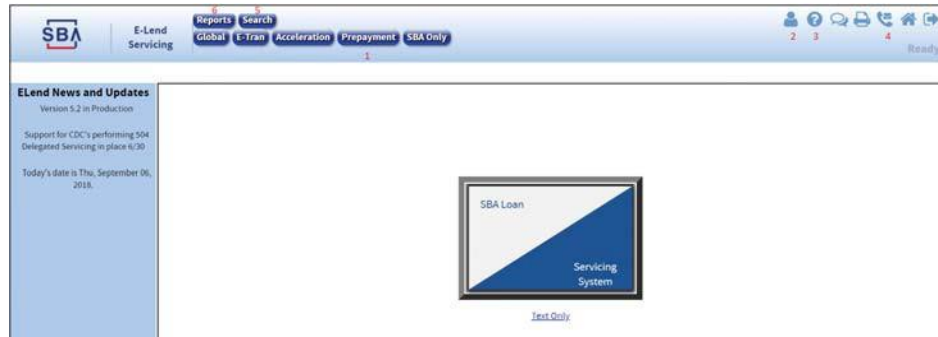 6 5
Reports Search
SBA
E-Lend
Servicing
Global E-Tran Acceleration Prepayment SBA Only
1
2 3 4
Ready
ELend News and Updates
Version 5.2 in Production
Support for CDC's performing 504
Delegated Servicing in place 6/30
Today's date is Thu, September 06,
2018.
SBA Loan
Servicing
System
Text Only